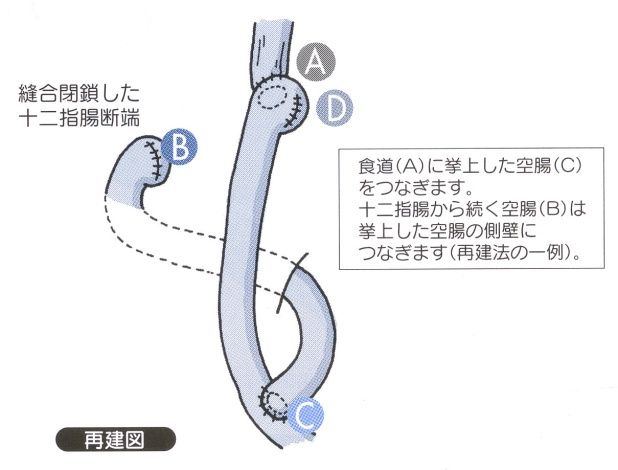 A
縫合閉鎖した
十二指腸断端
D
B
食道(A)に挙上した空腸(C)
をつなぎます。
十二指腸から続く空腸(B)は
挙上した空腸の側壁に
つなぎます(再建法の一例)。
C
再建図